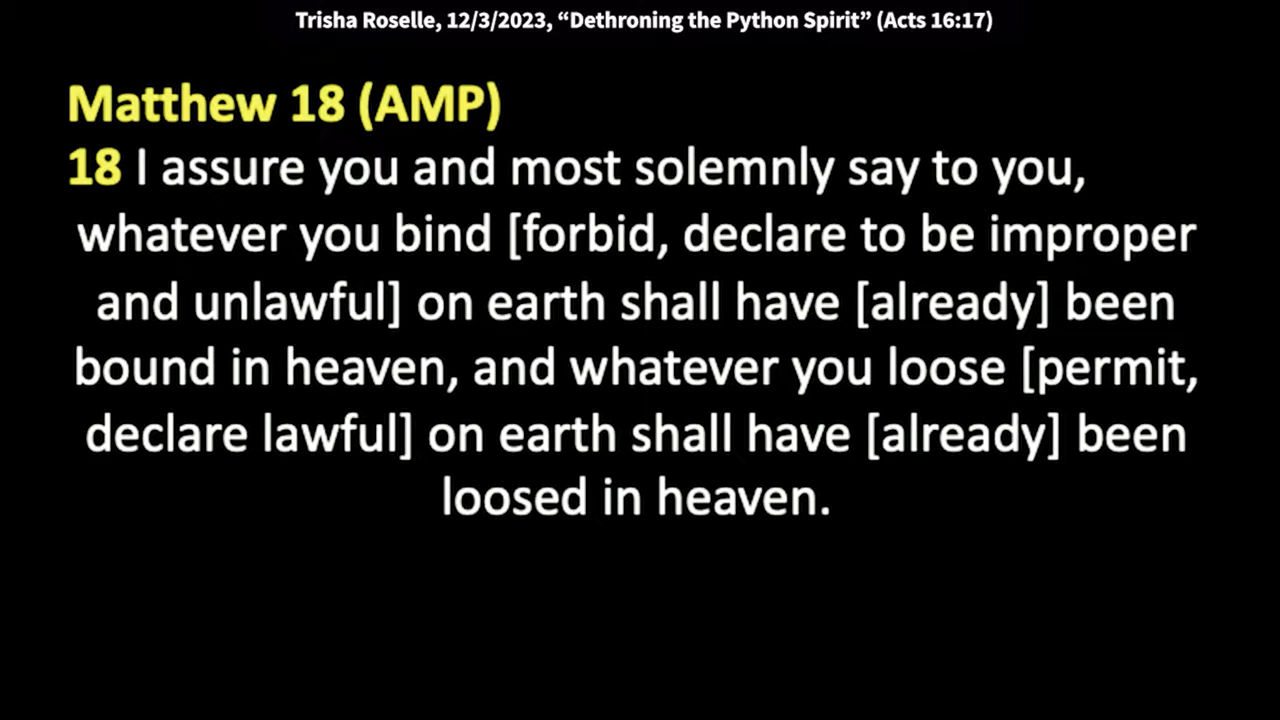 Trisha Roselle, 12/3/2023, “Dethroning the Python Spirit” (Acts 16:17)
Matthew 18 (AMP)
18 I assure you and most solemnly say to you,
whatever you bind [forbid, declare to be improper
and unlawful] on earth shall have [already] been
bound in heaven, and whatever you loose [permit,
declare lawful] on earth shall have [already] been
loosed in heaven.